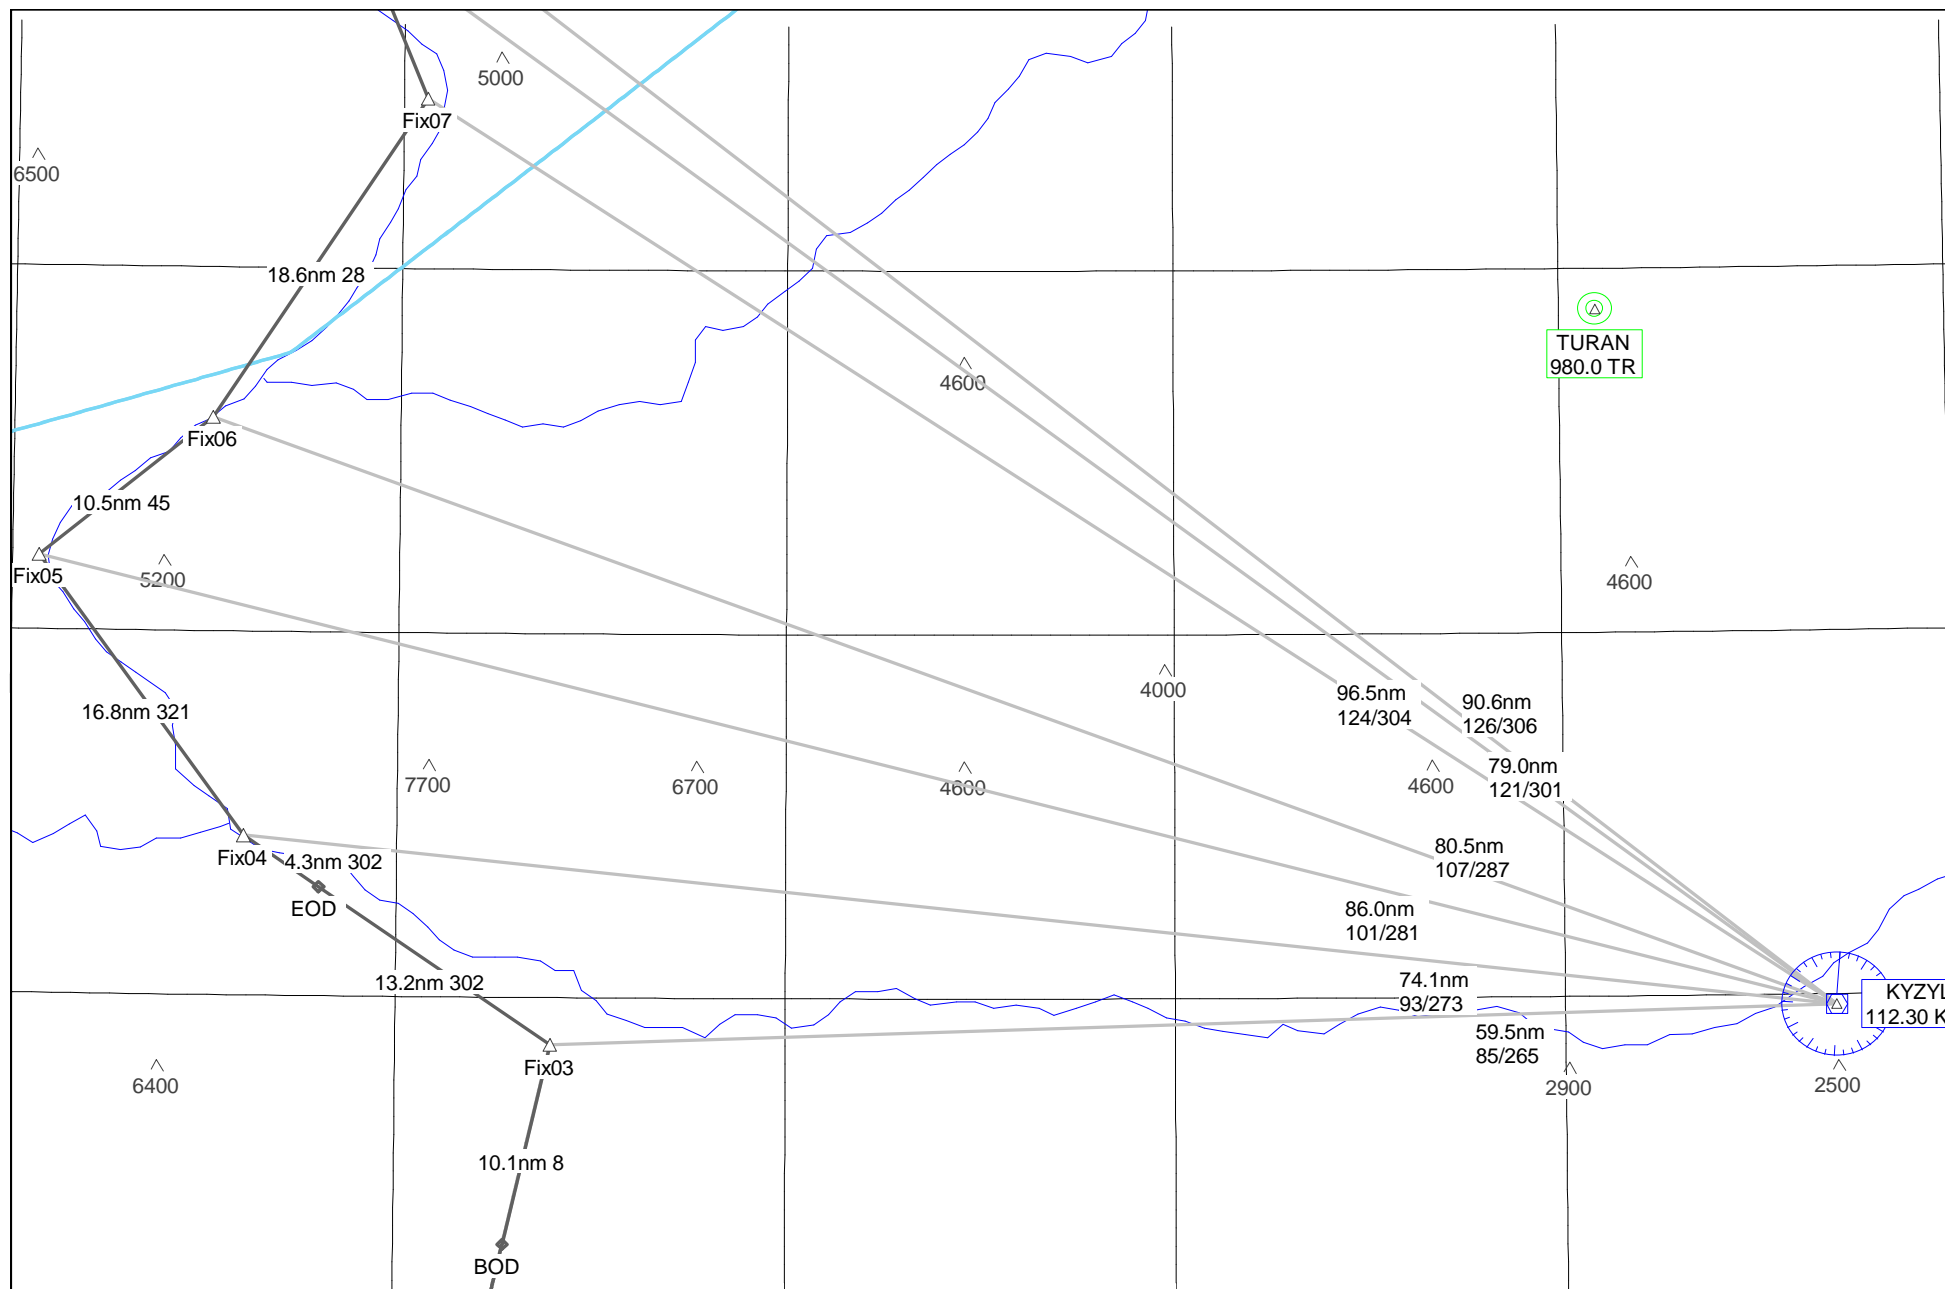 5000
Fix07
6500
18.6nm 28
TURAN
980.0 TR
4600
Fix06
10.5nm 45
Fix05
5200
4600
4000
96.5nm
124/304
90.6nm
126/306
16.8nm 321
79.0nm
121/301
7700
6700
4600
4600
80.5nm
107/287
Fix04
4.3nm 302
EOD
86.0nm
101/281
13.2nm 302
74.1nm
93/273
KYZYL
112.30 K
59.5nm
85/265
Fix03
6400
2900
2500
10.1nm 8
BOD